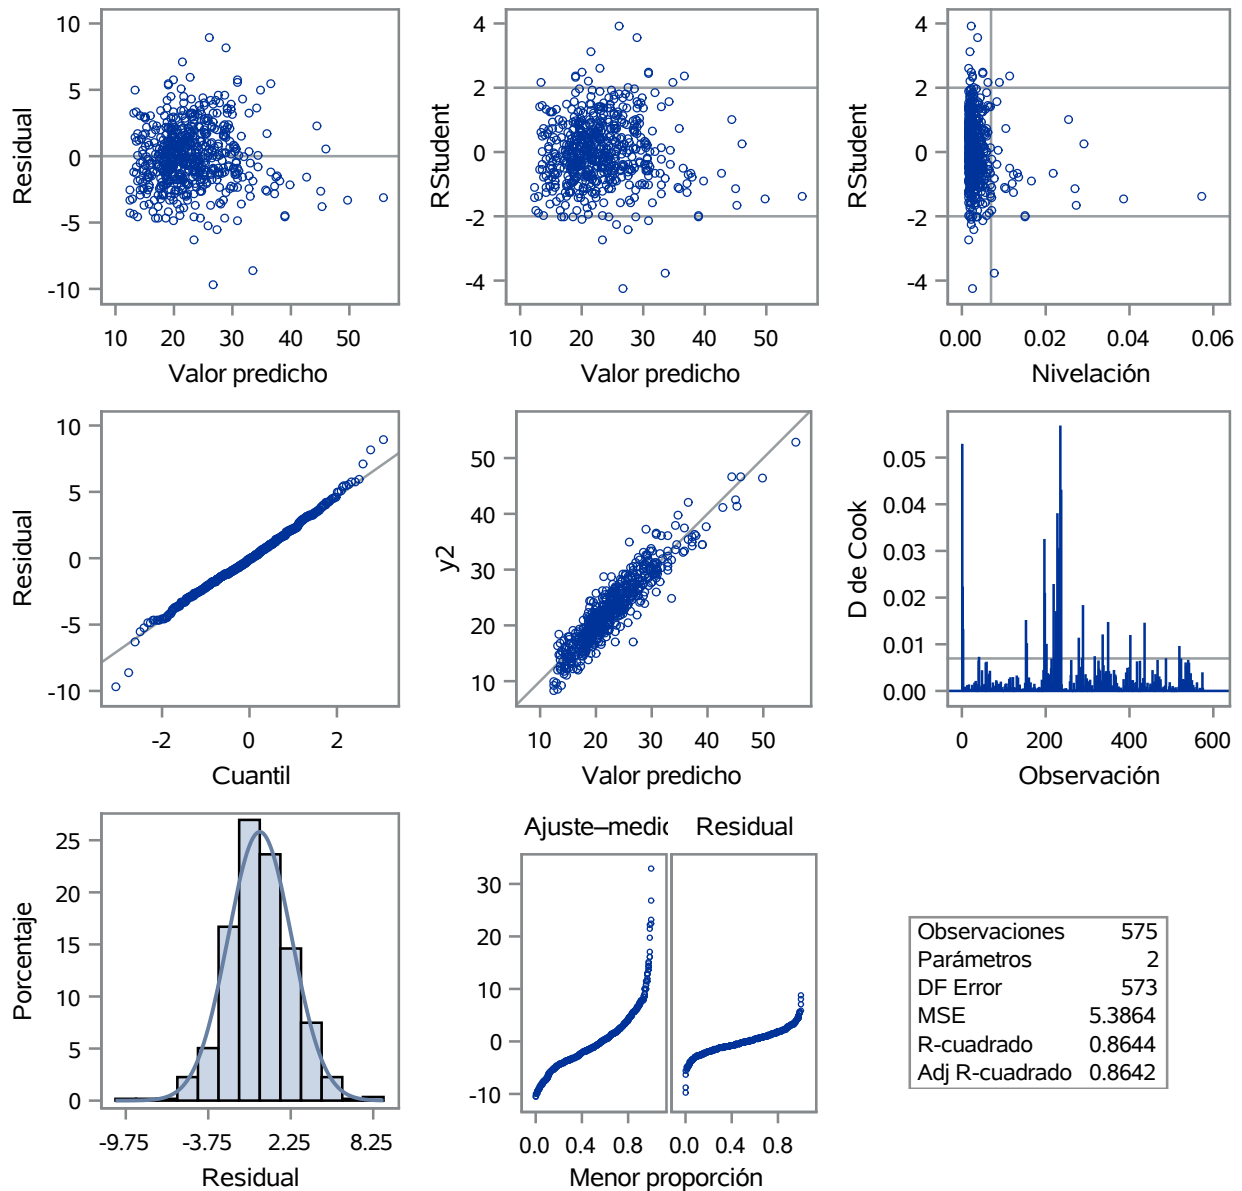 10
5
0
-5
-10
Residual
10 20 30 40 50
Valor predicho
4
2
0
-2
-4
RStudent
10 20 30 40 50
Valor predicho
4
2
0
-2
-4
RStudent
0.00 0.02 0.04 0.06
Nivelación
10
5
0
-5
-10
Residual
-2 0 2
Cuantil
50
40
30
20
10
y2
10 20 30 40 50
Valor predicho
0.05
0.04
0.03
0.02
0.01
0.00
D de Cook
0 200 400 600
Observación
25
20
15
10
5
0
Porcentaje
-9.75 -3.75 2.25 8.25
Residual
Ajuste–medic Residual
30
20
10
0
-10
0.0 0.4 0.8 0.0 0.4 0.8
Menor proporción
Observaciones 575
Parámetros 2
DF Error 573
MSE 5.3864
R-cuadrado 0.8644
Adj R-cuadrado 0.8642